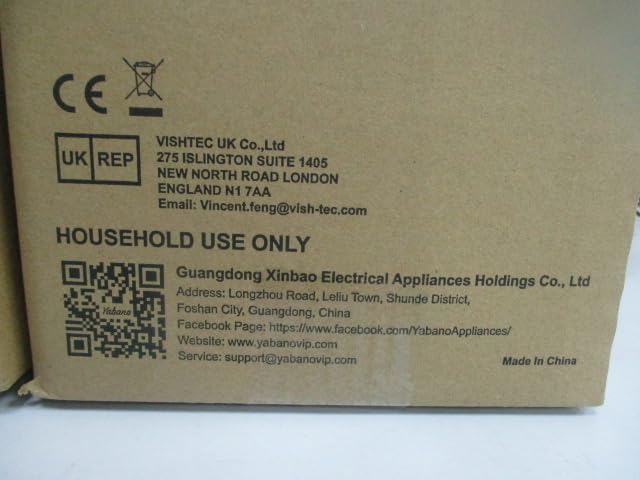 CE
UK REP
VISHTEC UK Co.,Ltd
275 ISLINGTON SUITE 1405
NEW NORTH ROAD LONDON
ENGLAND N1 7AA
Email: Vincent.feng@vish-tec.com
HOUSEHOLD USE ONLY
Yabano
Guangdong Xinbao Electrical Appliances Holdings Co., Ltd
Address: Longzhou Road, Leliu Town, Shunde District,
Foshan City, Guangdong, China
Facebook Page: https://www.facebook.com/YabanoAppliances/
Website: www.yabanovip.com
Service: support@yabanovip.com
Made In China